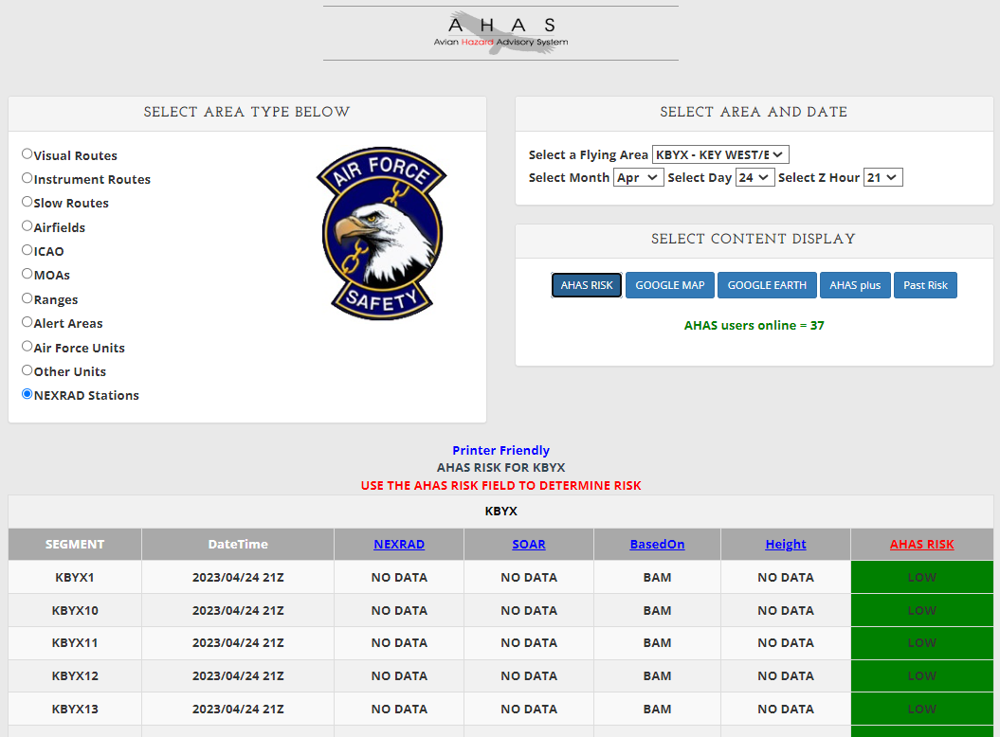 A H A S
Avian Hazard Advisory System
SELECT AREA TYPE BELOW
Visual Routes
Instrument Routes
Slow Routes
Airfields
ICAO
MOAs
Ranges
Alert Areas
Air Force Units
Other Units
NEXRAD Stations
AIR FORCE
SAFETY
SELECT AREA AND DATE
Select a Flying Area KBYX - KEY WEST/E
Select Month Apr Select Day 24 Select Z Hour 21
SELECT CONTENT DISPLAY
AHAS RISK GOOGLE MAP GOOGLE EARTH AHAS plus Past Risk
AHAS users online = 37
Printer Friendly
AHAS RISK FOR KBYX
USE THE AHAS RISK FIELD TO DETERMINE RISK
KBYX
SEGMENT DateTime NEXRAD SOAR BasedOn Height AHAS RISK
KBYX1 2023/04/24 21Z NO DATA NO DATA BAM NO DATA LOW
KBYX10 2023/04/24 21Z NO DATA NO DATA BAM NO DATA LOW
KBYX11 2023/04/24 21Z NO DATA NO DATA BAM NO DATA LOW
KBYX12 2023/04/24 21Z NO DATA NO DATA BAM NO DATA LOW
KBYX13 2023/04/24 21Z NO DATA NO DATA BAM NO DATA LOW